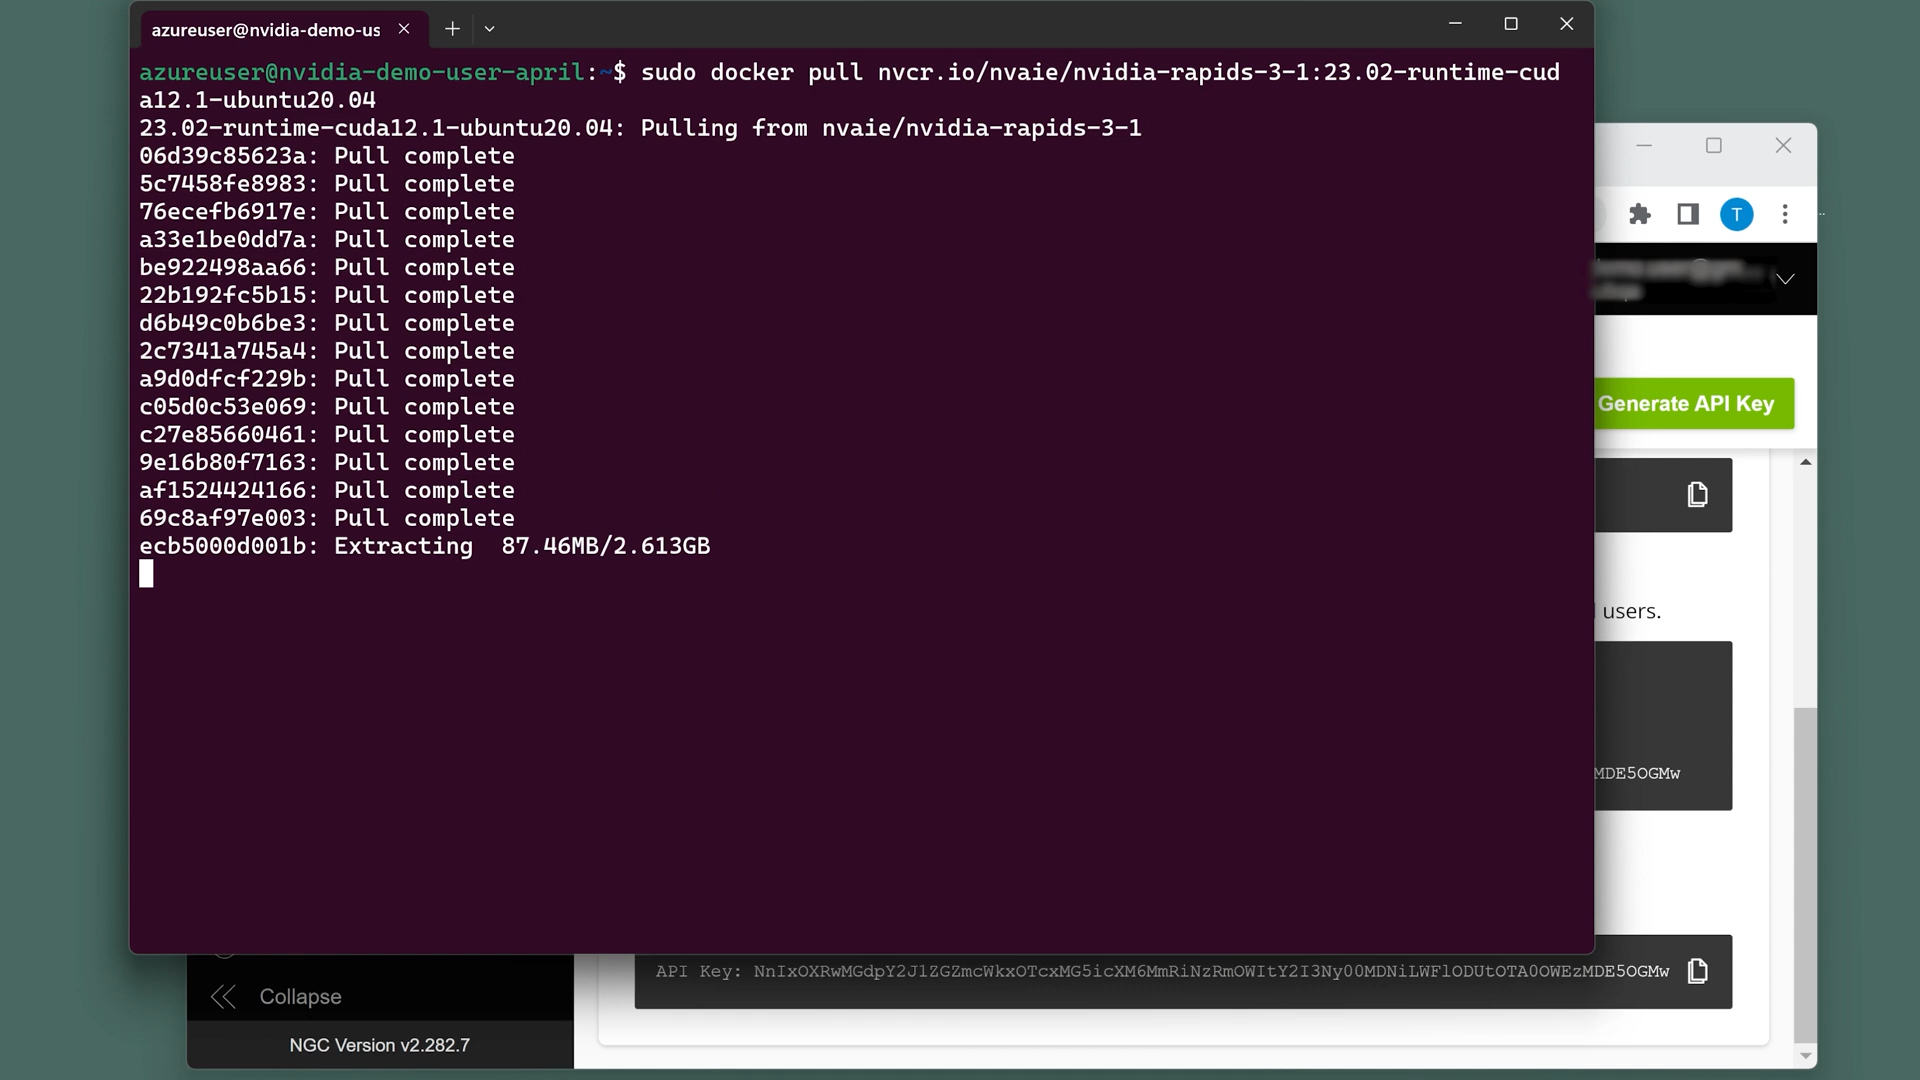 azureuser@nvidia-demo-us
azureuser@nvidia-demo-user-april:~$ sudo docker pull nvcr.io/nvaie/nvidia-rapids-3-1:23.02-runtime-cud
a12.1-ubuntu20.04
23.02-runtime-cuda12.1-ubuntu20.04: Pulling from nvaie/nvidia-rapids-3-1
06d39c85623a: Pull complete
5c7458fe8983: Pull complete
76ecefb6917e: Pull complete
a33e1be0dd7a: Pull complete
be922498aa66: Pull complete
22b192fc5b15: Pull complete
d6b49c0b6be3: Pull complete
2c7341a745a4: Pull complete
a9d0dfcf229b: Pull complete
c05d0c53e069: Pull complete
c27e85660461: Pull complete
9e16b80f7163: Pull complete
af1524424166: Pull complete
69c8af97e003: Pull complete
ecb5000d001b: Extracting  87.46MB/2.613GB
T
Generate API Key
users.
MDE5OGMw
API Key: NnIxOXRwMGdpY2J1ZGZmcWkxOTcxMG5icXM6MmRiNzRmOWItY2I3Ny00MDNiLWFlODUtOTA0OWEzMDE5OGMw
Collapse
NGC Version v2.282.7